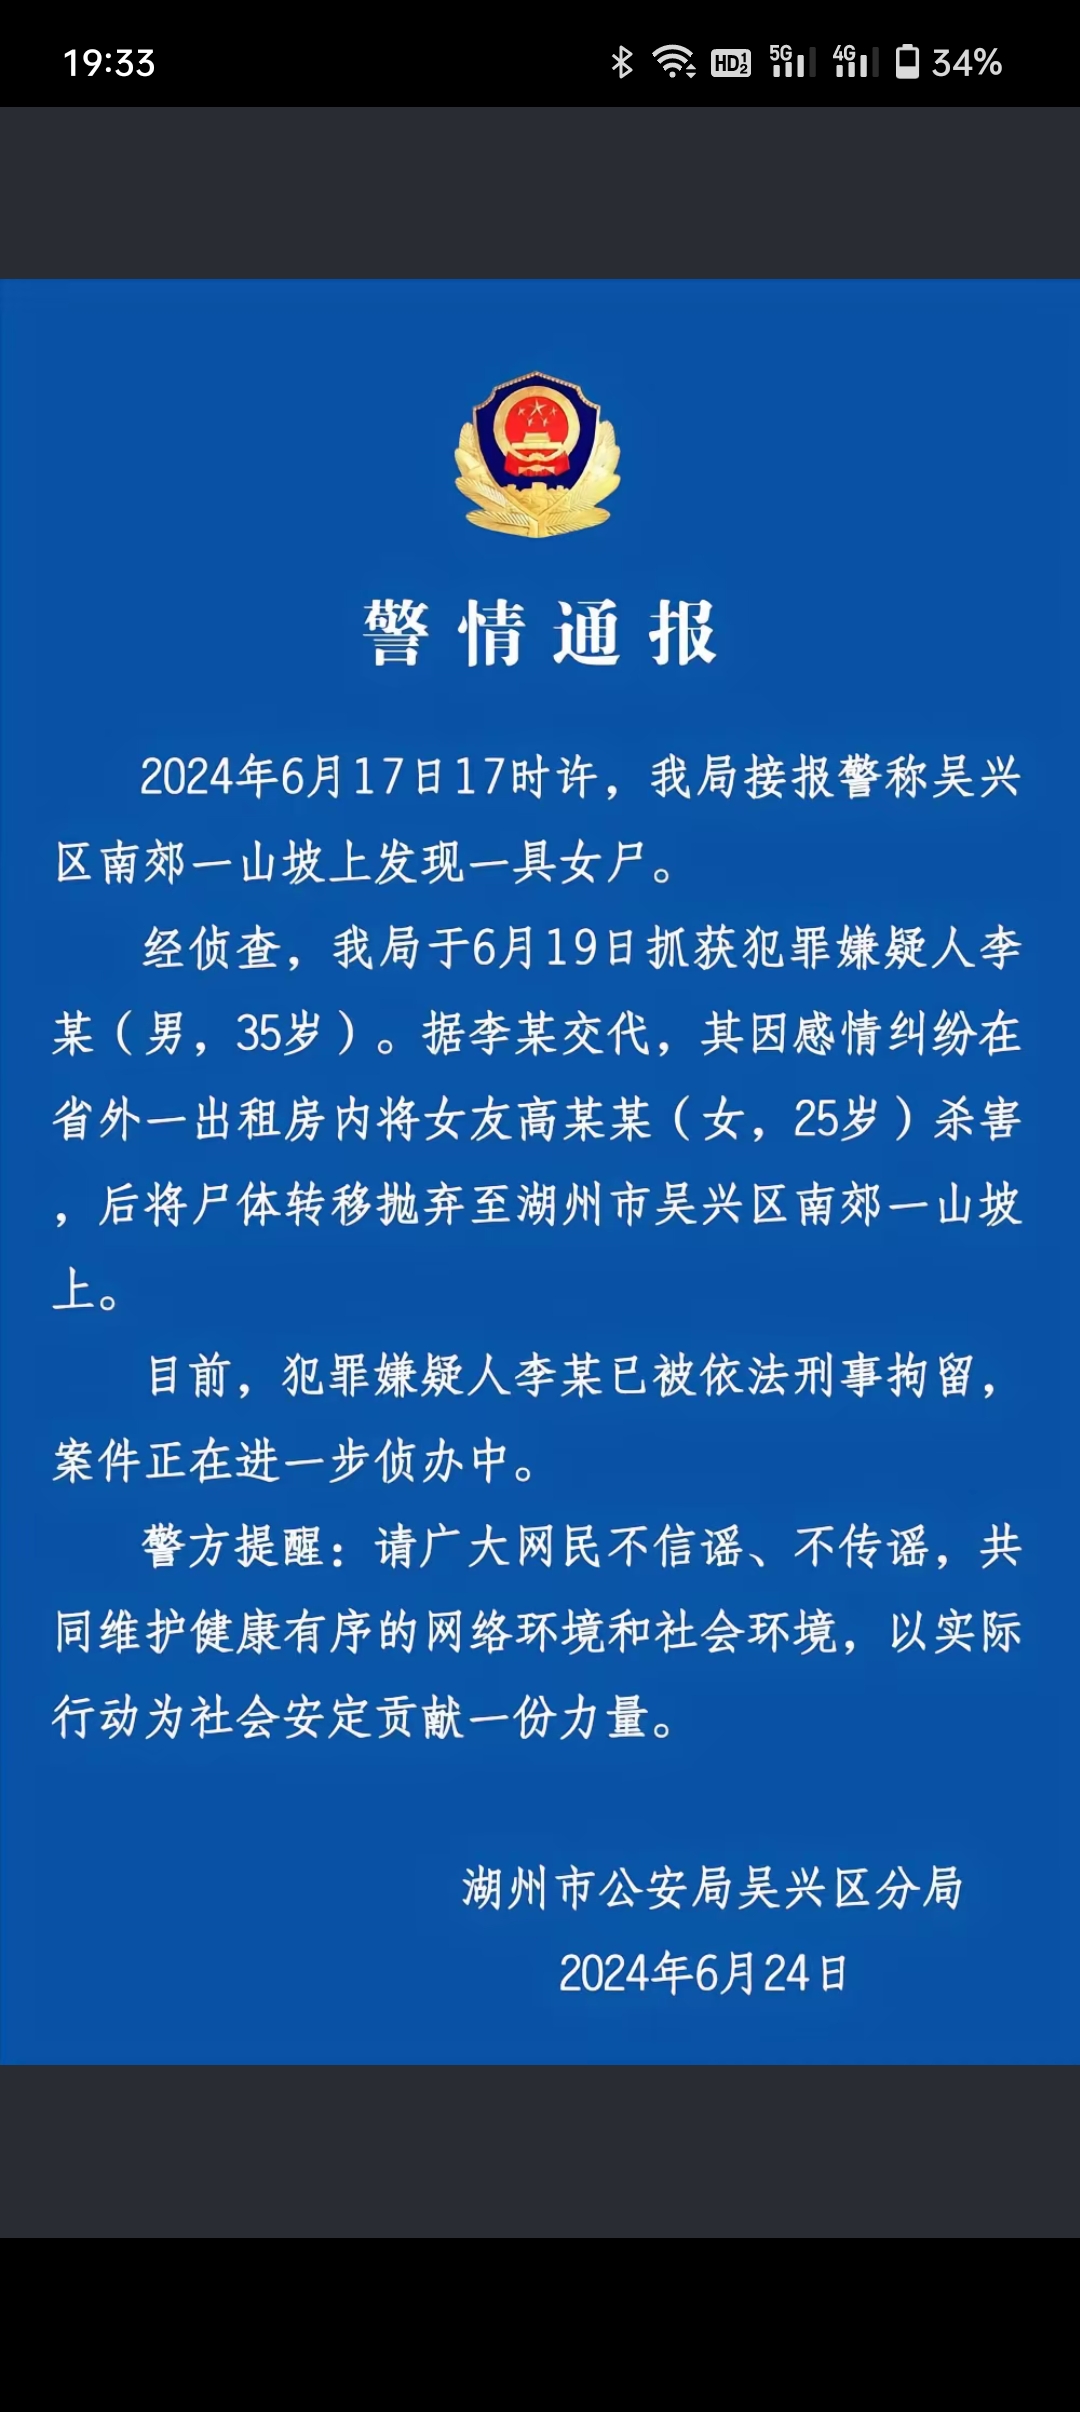 19:33
HD 1 2 5G 4G 34%
警情通报
2024年6月17日17时许，我局接报警称吴兴
区南郊一山坡上发现一具女尸。
经侦查，我局于6月19日抓获犯罪嫌疑人李
某（男，35岁）。据李某交代，其因感情纠纷在
省外一出租房内将女友高某某（女，25岁）杀害
，后将尸体转移抛弃至湖州市吴兴区南郊一山坡
上。
目前，犯罪嫌疑人李某已被依法刑事拘留，
案件正在进一步侦办中。
警方提醒：请广大网民不信谣、不传谣，共
同维护健康有序的网络环境和社会环境，以实际
行动为社会安定贡献一份力量。
湖州市公安局吴兴区分局
2024年6月24日